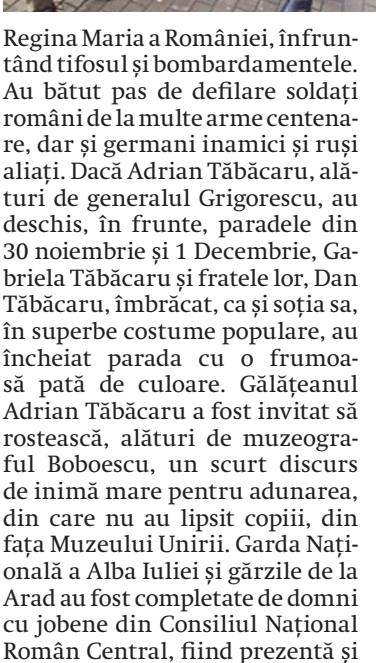 Regina Maria a României, înfrun-
tând tifosul și bombardamentele.
Au bătut pas de defilare soldați
români de la multe arme centena-
re, dar și germani inamici și ruși
aliați. Dacă Adrian Tăbăcaru, ală-
turi de generalul Grigorescu, au
deschis, în frunte, paradele din
30 noiembrie și 1 Decembrie, Ga-
briela Tăbăcaru și fratele lor, Dan
Tăbăcaru, îmbrăcat, ca și soția sa,
în superbe costume populare, au
încheiat parada cu o frumoa-
să pată de culoare. Gălățeanul
Adrian Tăbăcaru a fost invitat să
rostească, alături de muzeogra-
ful Boboescu, un scurt discurs
de inimă mare pentru adunarea,
din care nu au lipsit copiii, din
fața Muzeului Unirii. Garda Nați-
onală a Alba Iuliei și gărzile de la
Arad au fost completate de domni
cu jobene din Consiliul Național
Român Central, fiind prezentă și